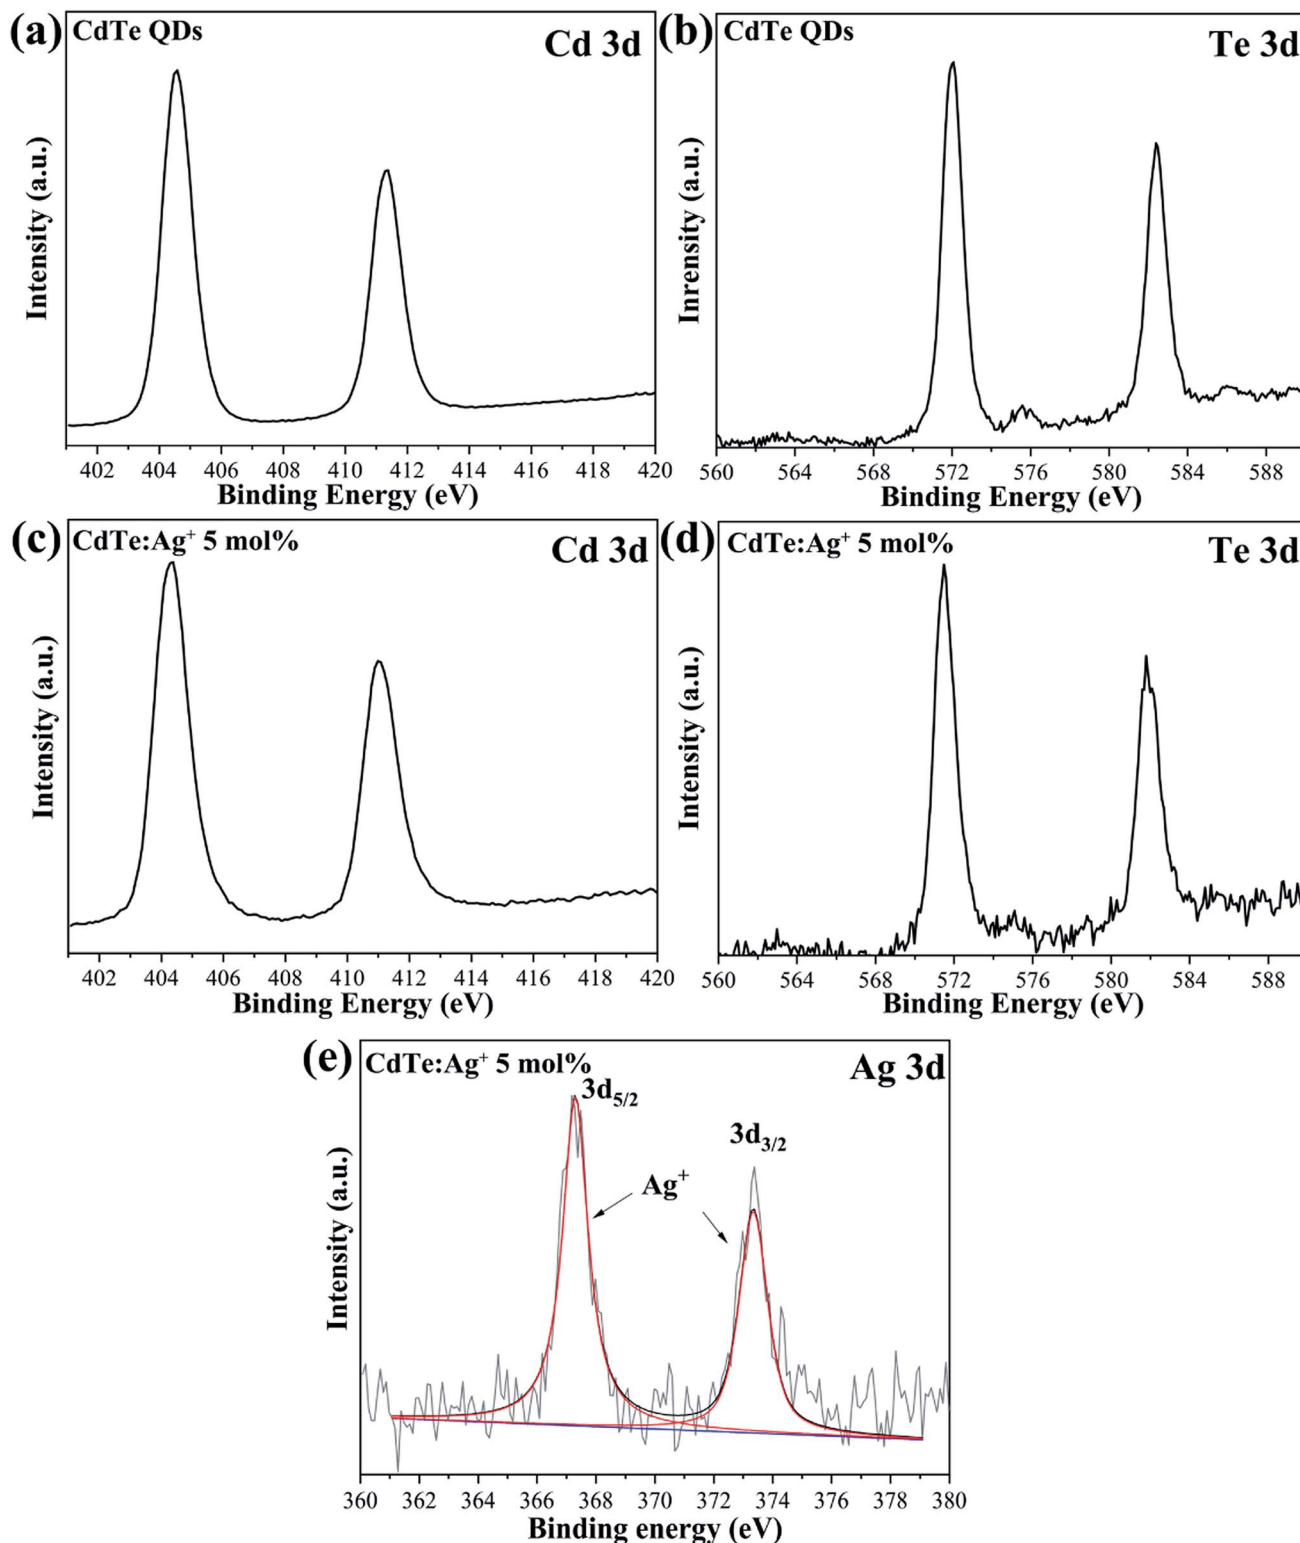 (a)
CdTe QDs
Cd 3d
Intensity (a.u.)
402 404 406 408 410 412 414 416 418 420
Binding Energy (eV)
(b)
CdTe QDs
Te 3d
Inrensity (a.u.)
560 564 568 572 576 580 584 588
Binding Energy (eV)
(c)
CdTe:Ag⁺ 5 mol%
Cd 3d
Intensity (a.u.)
402 404 406 408 410 412 414 416 418 420
Binding Energy (eV)
(d)
CdTe:Ag⁺ 5 mol%
Te 3d
Intensity (a.u.)
560 564 568 572 576 580 584 588
Binding Energy (eV)
(e)
CdTe:Ag⁺ 5 mol%
Ag 3d
3d5/2
3d3/2
Ag⁺
Intensity (a.u.)
360 362 364 366 368 370 372 374 376 378 380
Binding energy (eV)